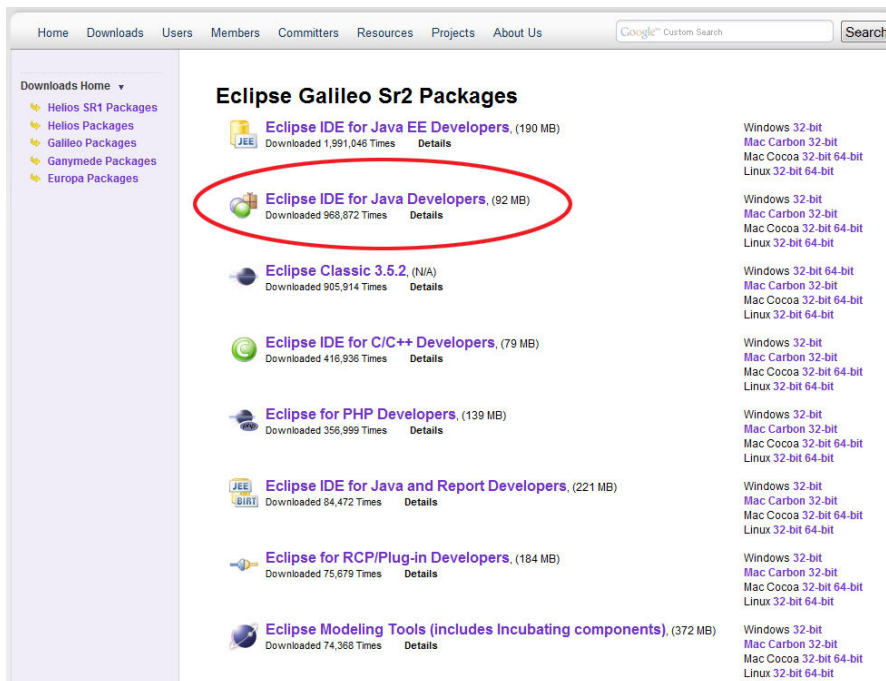 Home Downloads Users Members Committers Resources Projects About Us Google™ Custom Search Search
Downloads Home
Helios SR1 Packages
Helios Packages
Galileo Packages
Ganymede Packages
Europa Packages
Eclipse Galileo Sr2 Packages
JEE
Eclipse IDE for Java EE Developers, (190 MB)
Downloaded 1,991,046 Times Details
Windows 32-bit
Mac Carbon 32-bit
Mac Cocoa 32-bit 64-bit
Linux 32-bit 64-bit
Eclipse IDE for Java Developers, (92 MB)
Downloaded 968,872 Times Details
Windows 32-bit
Mac Carbon 32-bit
Mac Cocoa 32-bit 64-bit
Linux 32-bit 64-bit
Eclipse Classic 3.5.2, (N/A)
Downloaded 905,914 Times Details
Windows 32-bit 64-bit
Mac Carbon 32-bit
Mac Cocoa 32-bit 64-bit
Linux 32-bit 64-bit
C
Eclipse IDE for C/C++ Developers, (79 MB)
Downloaded 416,936 Times Details
Windows 32-bit
Mac Carbon 32-bit
Mac Cocoa 32-bit 64-bit
Linux 32-bit 64-bit
php
Eclipse for PHP Developers, (139 MB)
Downloaded 356,999 Times Details
Windows 32-bit
Mac Carbon 32-bit
Mac Cocoa 32-bit 64-bit
Linux 32-bit 64-bit
JEE
BIRT
Eclipse IDE for Java and Report Developers, (221 MB)
Downloaded 84,472 Times Details
Windows 32-bit
Mac Carbon 32-bit
Mac Cocoa 32-bit 64-bit
Linux 32-bit 64-bit
Eclipse for RCP/Plug-in Developers, (184 MB)
Downloaded 75,679 Times Details
Windows 32-bit
Mac Carbon 32-bit
Mac Cocoa 32-bit 64-bit
Linux 32-bit 64-bit
Eclipse Modeling Tools (includes Incubating components), (372 MB)
Downloaded 74,368 Times Details
Windows 32-bit
Mac Carbon 32-bit
Mac Cocoa 32-bit 64-bit
Linux 32-bit 64-bit